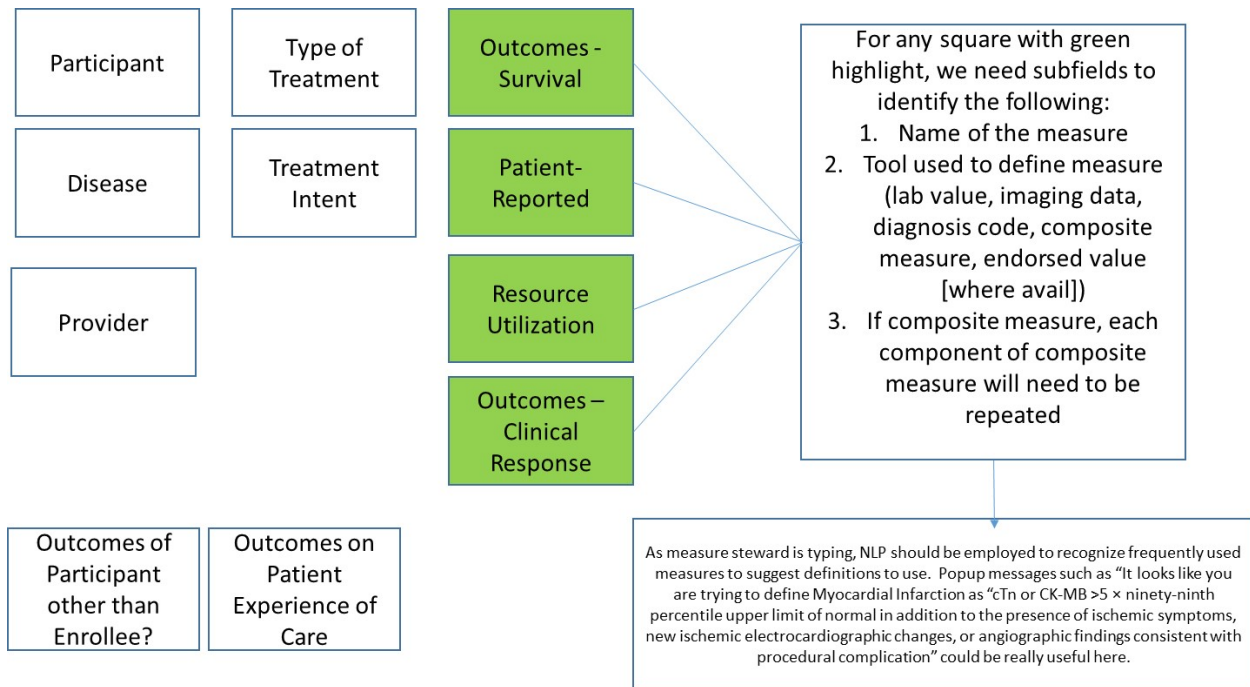 Participant
Type of
Treatment
Outcomes -
Survival
Disease
Treatment
Intent
Patient-
Reported
Provider
Resource
Utilization
Outcomes –
Clinical
Response
For any square with green
highlight, we need subfields to
identify the following:
1. Name of the measure
2. Tool used to define measure
(lab value, imaging data,
diagnosis code, composite
measure, endorsed value
[where avail])
3. If composite measure, each
component of composite
measure will need to be
repeated
Outcomes of
Participant
other than
Enrollee?
Outcomes on
Patient
Experience of
Care
As measure steward is typing, NLP should be employed to recognize frequently used
measures to suggest definitions to use. Popup messages such as “It looks like you
are trying to define Myocardial Infarction as “cTn or CK-MB >5 × ninety-ninth
percentile upper limit of normal in addition to the presence of ischemic symptoms,
new ischemic electrocardiographic changes, or angiographic findings consistent with
procedural complication” could be really useful here.